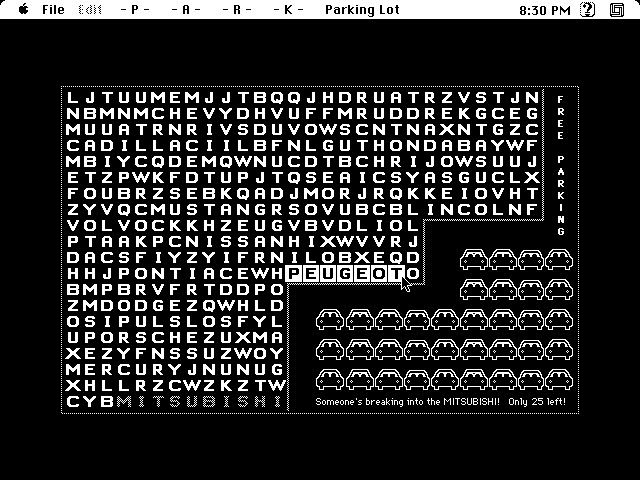 File Edit - P - - A - - R - - K - Parking Lot 8:30 PM
LJTUUMEMJJTBQQJHDRUATRZVSTJN
NBMNMCHEVYDHVUFFMRUDDREKGCEG
MUUATRNRIVSDUVOWSCNTNAXNTGZC
CADILLACIILBFNLGUTHONDABAYWF
MBIYCQDEMQWNUCDTBCHRIJOWSUUJ
ETZPWKFDTUPJTQSEAICSYASGUCLX
FOUBRZSEBKQADJMORJRQKKEIOVHT
ZYVQCMUSTANGRSOVUBCBLINCOLNF
VOLVOCKKHZEUGVBVDLIOL
PTAAKPCNISSANHIXWVVRJ
DACSFIYZYIFRNILOBXEQD
HHJPONTIACEWHPEUGEOTO
BMPBRVFRTDDPO
ZMDODGEZQWHLD
OSIPULSLOSFYL
UPORSCHEZUXMA
XEZYFNSSUZWOY
MERCURYJNUNUG
XHLLRZCWZKZTW
CYBMITSUBISHI
FREE PARKING
Someone's breaking into the MITSUBISHI! Only 25 left!